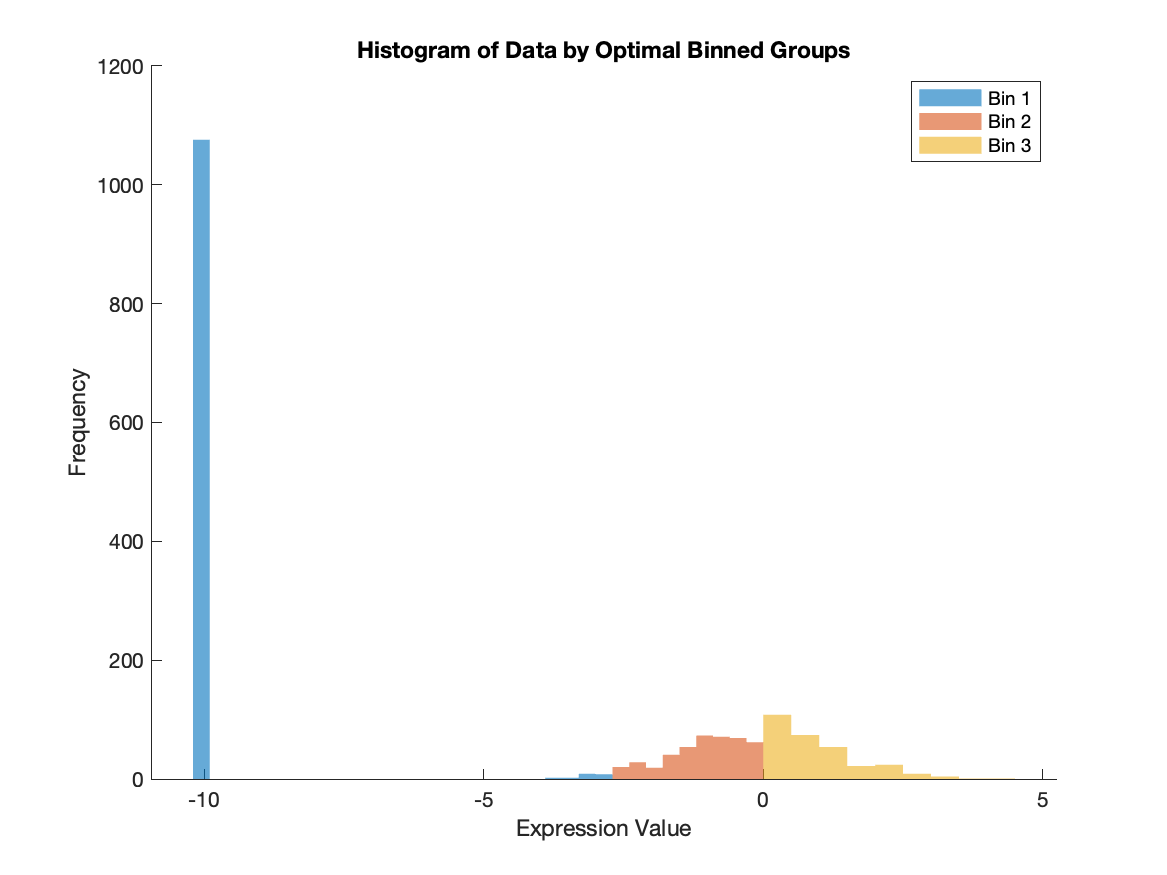 Histogram of Data by Optimal Binned Groups
1200
1000
800
600
400
200
0
Frequency
-10
-5
0
5
Expression Value
Bin 1
Bin 2
Bin 3